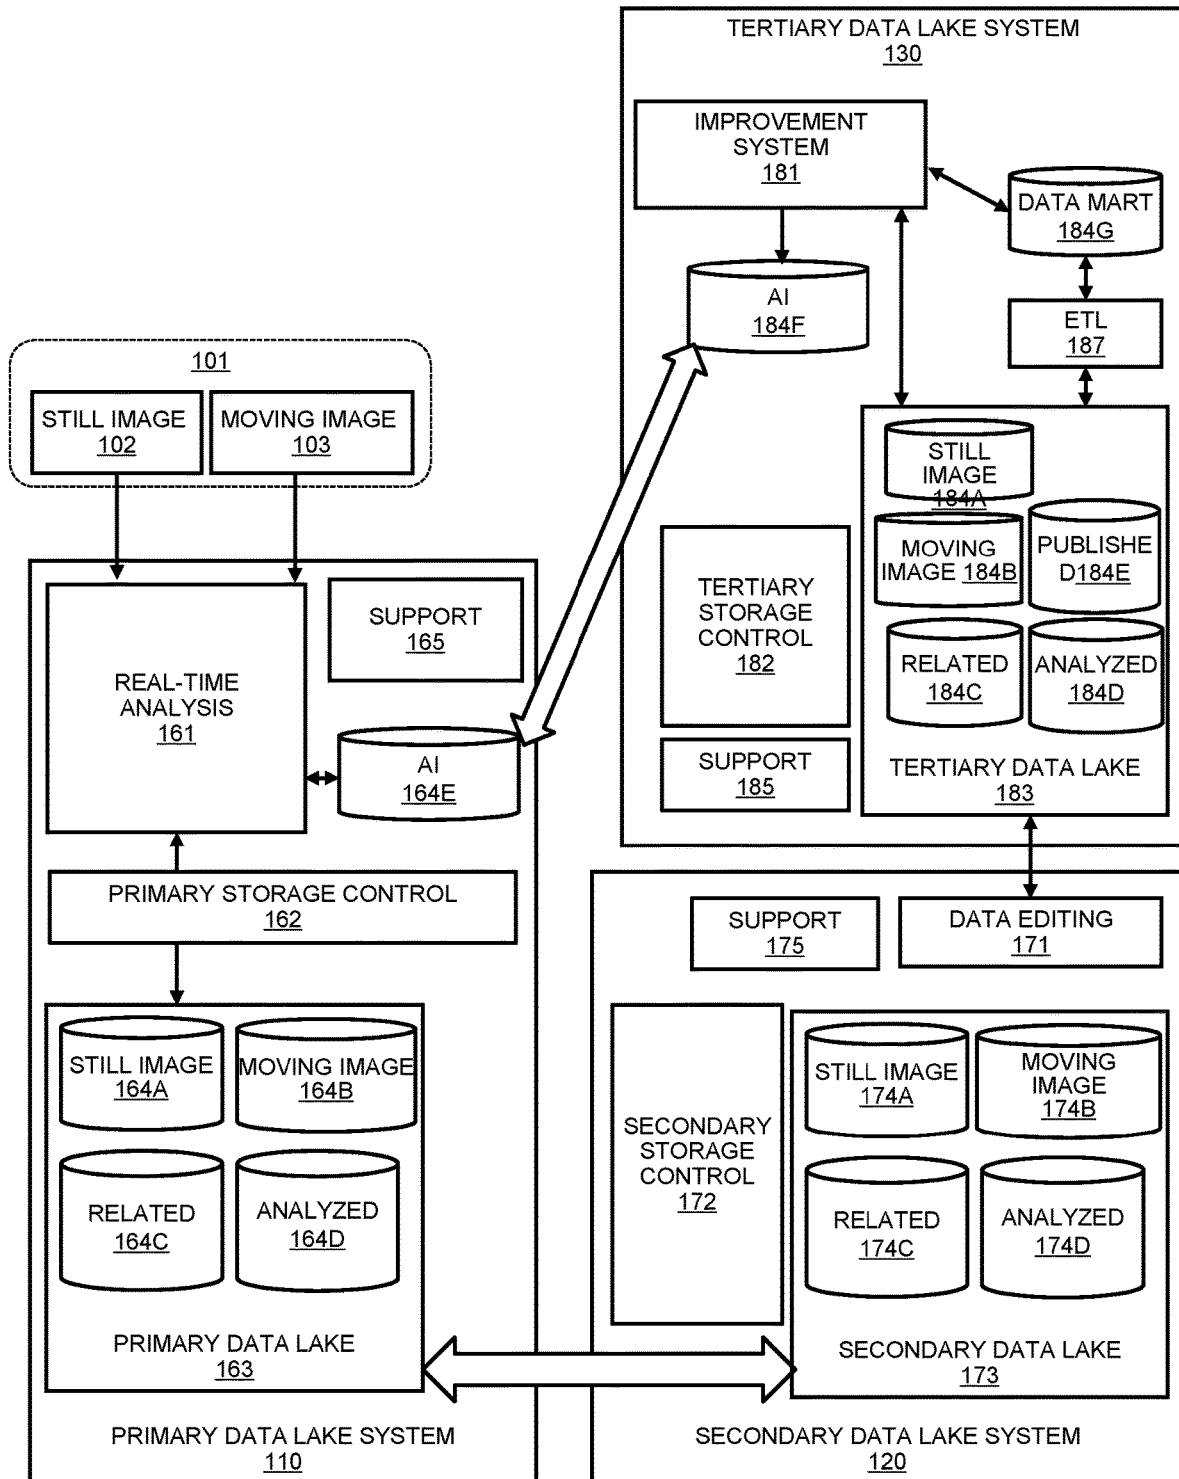 TERTIARY DATA LAKE SYSTEM
130
IMPROVEMENT
SYSTEM
181
DATA MART
184G
AI
184F
ETL
187
101
STILL IMAGE
102
MOVING IMAGE
103
STILL
IMAGE
184A
MOVING
IMAGE 184B
PUBLISHE
D184E
RELATED
184C
ANALYZED
184D
TERTIARY DATA LAKE
183
TERTIARY
STORAGE
CONTROL
182
SUPPORT
185
SUPPORT
165
REAL-TIME
ANALYSIS
161
AI
164E
PRIMARY STORAGE CONTROL
162
STILL IMAGE
164A
MOVING IMAGE
164B
RELATED
164C
ANALYZED
164D
PRIMARY DATA LAKE
163
PRIMARY DATA LAKE SYSTEM
110
SUPPORT
175
DATA EDITING
171
SECONDARY
STORAGE
CONTROL
172
STILL IMAGE
174A
MOVING
IMAGE
174B
RELATED
174C
ANALYZED
174D
SECONDARY DATA LAKE
173
SECONDARY DATA LAKE SYSTEM
120